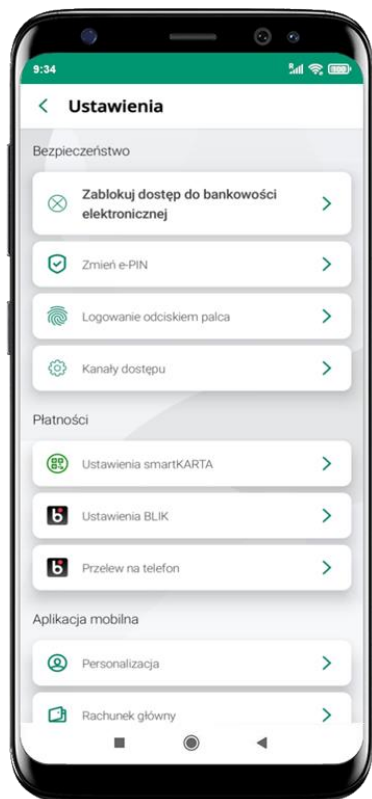 9:34
Ustawienia
Bezpieczeństwo
Zablokuj dostęp do bankowości
elektronicznej
Zmień e-PIN
Logowanie odciskiem palca
Kanały dostępu
Płatności
Ustawienia smartKARTA
Ustawienia BLIK
Przelew na telefon
Aplikacja mobilna
Personalizacja
Rachunek główny